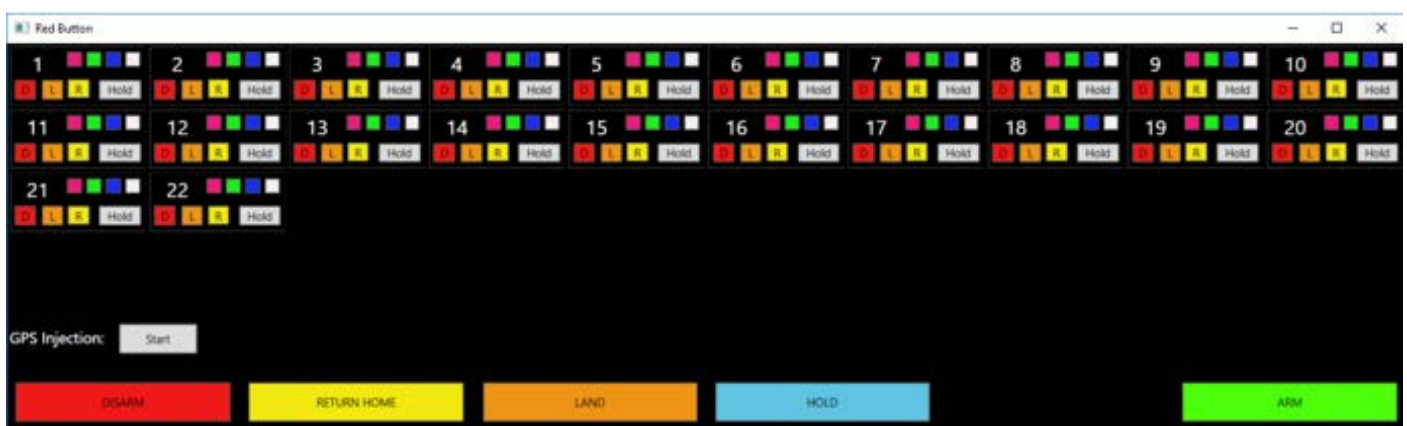 Red Button
1 2 3 4 5 6 7 8 9 10
D L R Hold D L R Hold D L R Hold D L R Hold D L R Hold D L R Hold D L R Hold D L R Hold D L R Hold D L R Hold
11 12 13 14 15 16 17 18 19 20
D L R Hold D L R Hold D L R Hold D L R Hold D L R Hold D L R Hold D L R Hold D L R Hold D L R Hold D L R Hold
21 22
D L R Hold D L R Hold
GPS Injection: Start
DISARM RETURN HOME LAND HOLD ARM